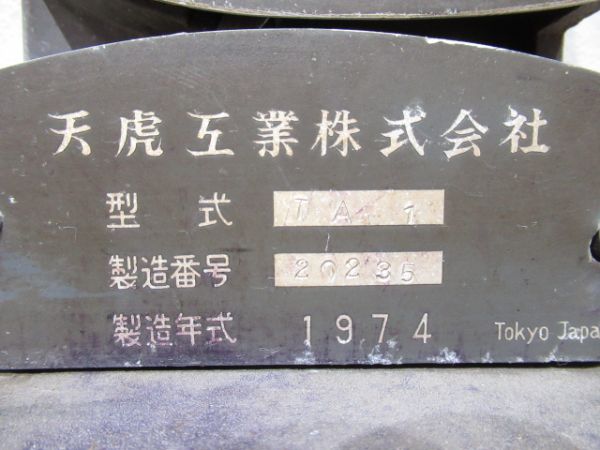 天虎工業株式会社
型式 TA-1
製造番号 20235
製造年式 1974 Tokyo Japa